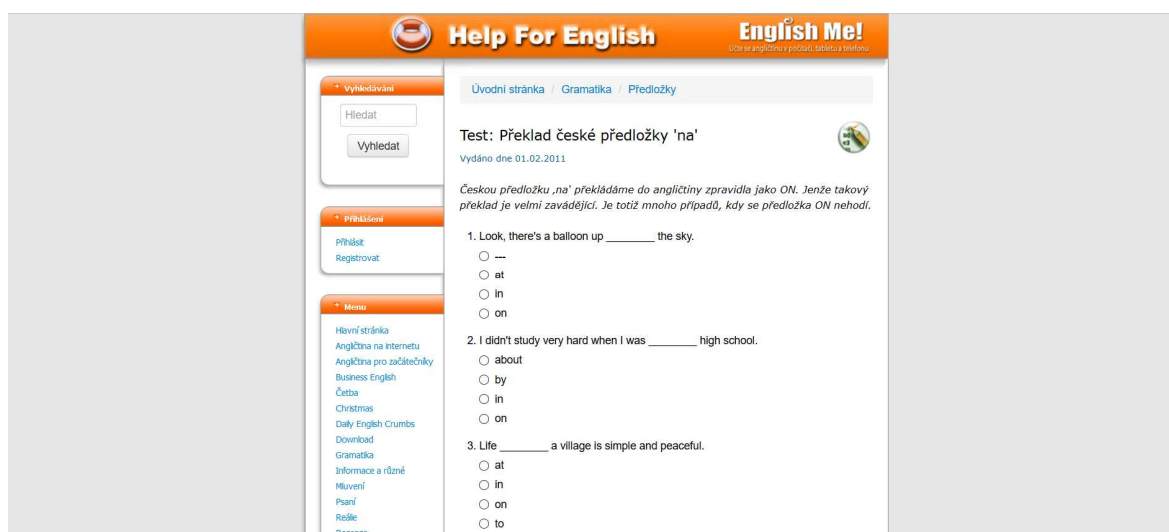 Help For English
English Me!
Učte se angličtinu v počítači, tabletu a telefonu
Vyhledávání
Hledat
Vyhledat
Přihlášení
Přihlásit
Registrovat
Menu
Hlavní stránka
Angličtina na internetu
Angličtina pro začátečníky
Business English
Četba
Christmas
Daily English Crumbs
Download
Gramatika
Informace a různé
Mluvení
Psaní
Reálie
Úvodní stránka / Gramatika / Předložky
Test: Překlad české předložky 'na'
Vydáno dne 01.02.2011
Českou předložku ‚na' překládáme do angličtiny zpravidla jako ON. Jenže takový
překlad je velmi zavádějící. Je totiž mnoho případů, kdy se předložka ON nehodí.
1. Look, there's a balloon up ________ the sky.
---
at
in
on
2. I didn't study very hard when I was ________ high school.
about
by
in
on
3. Life ________ a village is simple and peaceful.
at
in
on
to